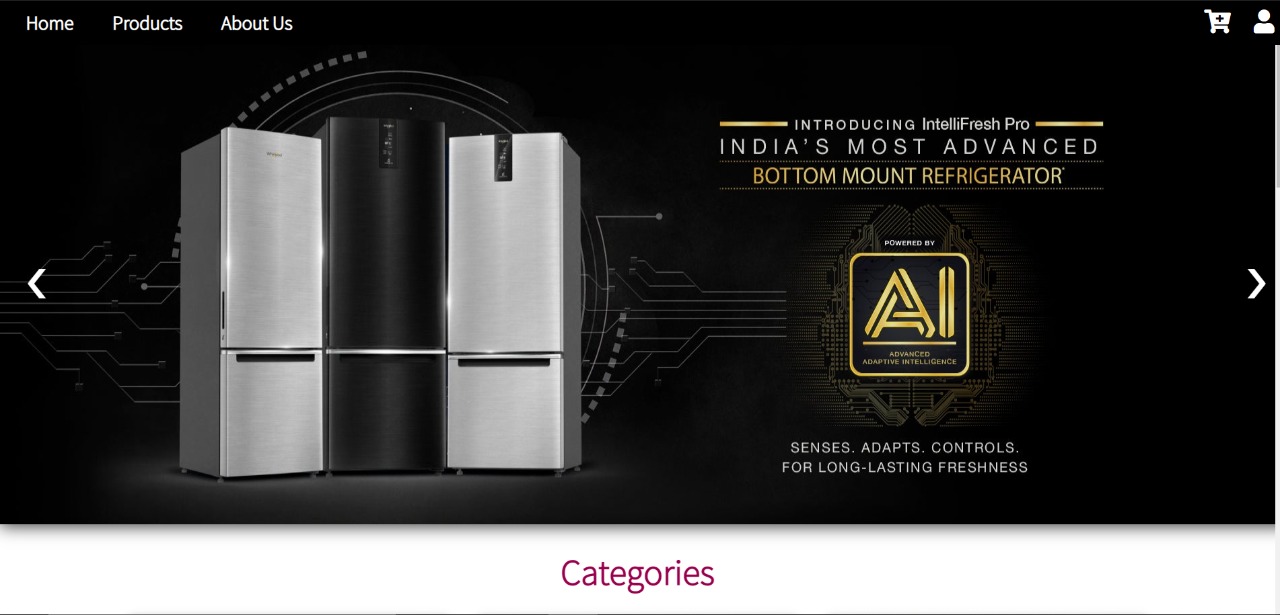 Home Products About Us
INTRODUCING IntelliFresh Pro
INDIA'S MOST ADVANCED
BOTTOM MOUNT REFRIGERATOR*
POWERED BY
AI
ADVANCED
ADAPTIVE INTELLIGENCE
SENSES. ADAPTS. CONTROLS.
FOR LONG-LASTING FRESHNESS
Categories